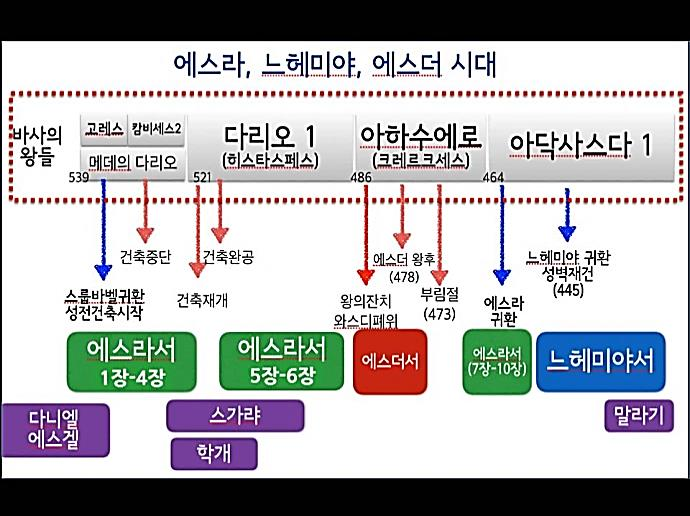 에스라, 느헤미야, 에스더 시대
바사의
왕들
고레스
캄비세스2
메데의 다리오
다리오 1
(히스타스페스)
아하수에로
(크레르크세스)
아닥사스다 1
539
521
486
464
건축중단
건축완공
에스더 왕후
(478)
느헤미야 귀환
성벽재건
(445)
스룹바벨귀환
성전건축시작
건축재개
왕의잔치
와스디폐위
부림절
(473)
에스라
귀환
에스라서
1장-4장
에스라서
5장-6장
에스더서
에스라서
(7장-10장)
느헤미야서
다니엘
에스겔
스가랴
학개
말라기